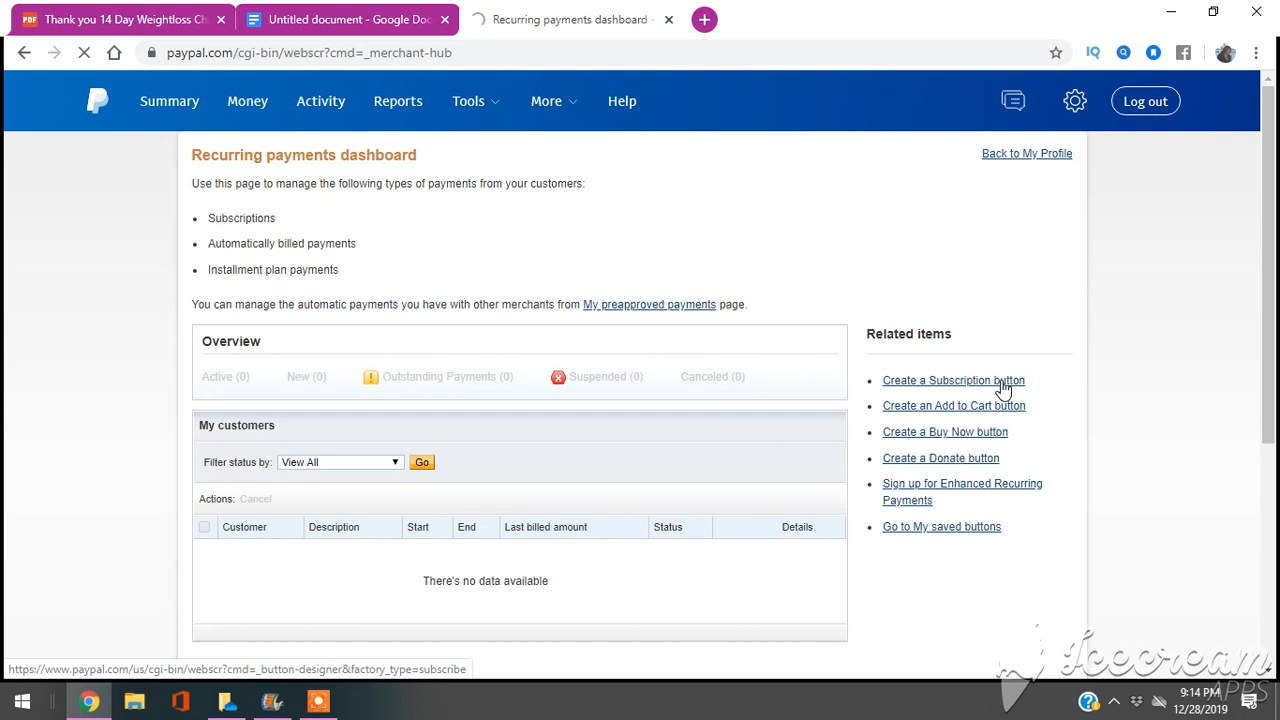 Thank you 14 Day Weightloss Ch
Untitled document - Google Doc
Recurring payments dashboard -
paypal.com/cgi-bin/webscr?cmd=_merchant-hub
Summary Money Activity Reports Tools More Help Log out
Recurring payments dashboard
Back to My Profile
Use this page to manage the following types of payments from your customers:
• Subscriptions
• Automatically billed payments
• Installment plan payments
You can manage the automatic payments you have with other merchants from My preapproved payments page.
Overview
Active (0) New (0) Outstanding Payments (0) Suspended (0) Canceled (0)
My customers
Filter status by: View All Go
Actions: Cancel
Customer Description Start End Last billed amount Status Details
There's no data available
Related items
• Create a Subscription button
• Create an Add to Cart button
• Create a Buy Now button
• Create a Donate button
• Sign up for Enhanced Recurring
Payments
• Go to My saved buttons
https://www.paypal.com/us/cgi-bin/webscr?cmd=_button-designer&factory_type=subscribe
Icecream
APPS
9:14 PM
12/28/2019